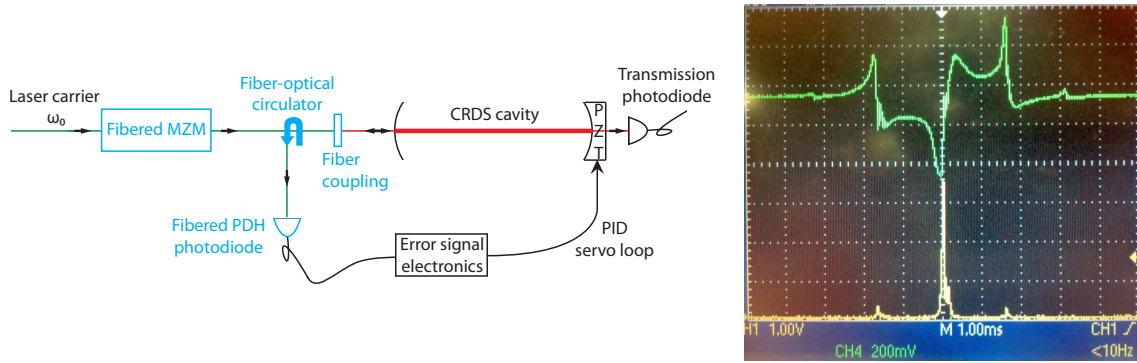 Laser carrier
ω₀
Fibered MZM
Fiber-optical
circulator
Fiber
coupling
CRDS cavity
P
Z
T
Transmission
photodiode
Fibered PDH
photodiode
Error signal
electronics
PID
servo loop
H1 1.00V
M 1.00ms
CH1
CH4 200mV
<10Hz